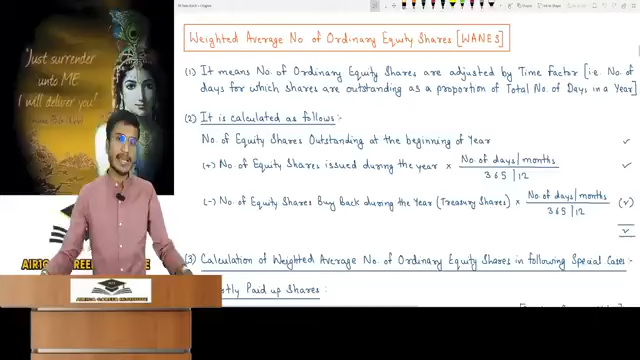 Weighted Average No of Ordinary Equity Shares [WANES]
(1) It means No. of Ordinary Equity Shares are adjusted by Time Factor [i.e. No. of
days for which shares are outstanding as a proportion of Total No. of Days in a Year]
(2) It is calculated as follows :-
No. of Equity Shares Outstanding at the beginning of Year ✓
(+) No. of Equity Shares issued during the year × No. of days/months / 365 | 12 ✓
(-) No. of Equity Shares Buy Back during the Year (Treasury Shares) × No. of days/months / 365 | 12 (✓)
✓
(3) Calculation of Weighted Average No. of Ordinary Equity Shares in following Special Cases :-
Paid up Shares:
"Just surrender
unto ME
I will deliver you"
AIR1CA CAREER INSTITUTE